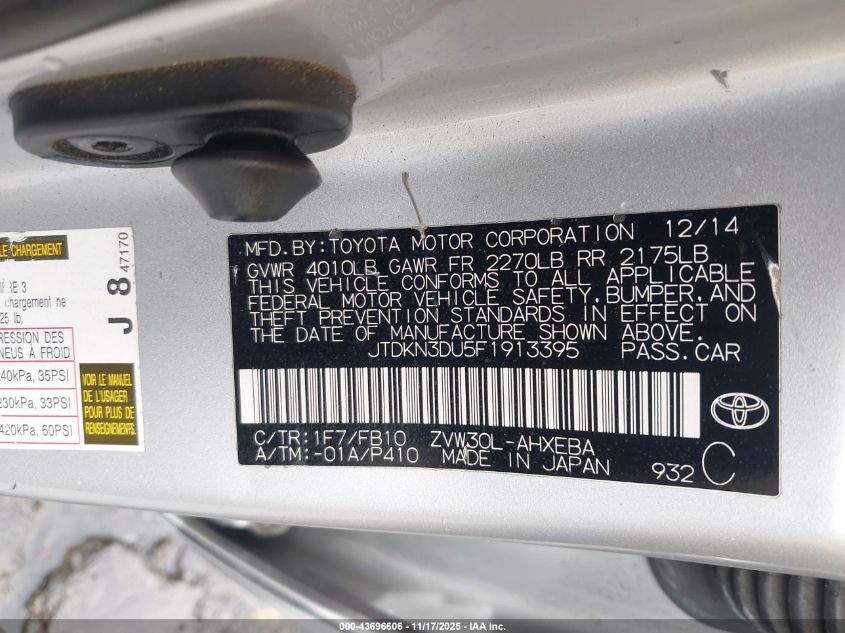 LE CHARGEMENT
47170
J 8
RE 3
chargement ne
25 lb.
RESSION DES
NEUS À FROID
40kPa, 35PSI
230kPa, 33PSI
420kPa, 60PSI
VOIR LE MANUEL
DE L'USAGER
POUR PLUS DE
RENSEIGNEMENTS.
MFD. BY: TOYOTA MOTOR CORPORATION 12/14
GVWR 4010LB GAWR FR 2270LB RR 2175LB
THIS VEHICLE CONFORMS TO ALL APPLICABLE
FEDERAL MOTOR VEHICLE SAFETY, BUMPER, AND
THEFT PREVENTION STANDARDS IN EFFECT ON
THE DATE OF MANUFACTURE SHOWN ABOVE.
JTDKN3DU5F1913395 PASS.CAR
C/TR: 1F7/FB10 ZVW30L-AHXEBA
A/TM: -01A/P410 MADE IN JAPAN 932 C
000-43696606 - 11/17/2025 - IAA Inc.